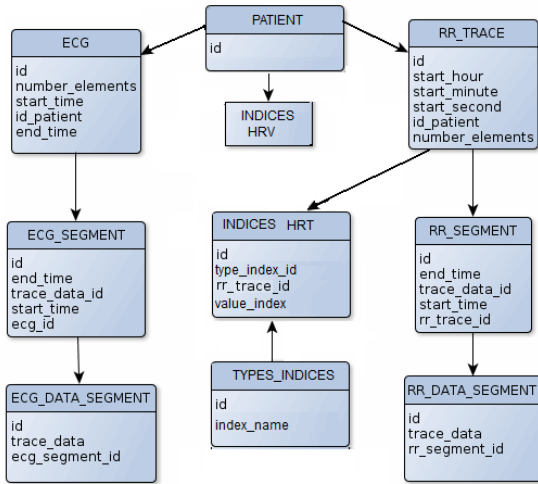 PATIENT
id
ECG
id
number_elements
start_time
id_patient
end_time
RR_TRACE
id
start_hour
start_minute
start_second
id_patient
number_elements
INDICES
HRV
ECG_SEGMENT
id
end_time
trace_data_id
start_time
ecg_id
INDICES HRT
id
type_index_id
rr_trace_id
value_index
RR_SEGMENT
id
end_time
trace_data_id
start_time
rr_trace_id
TYPES_INDICES
id
index_name
ECG_DATA_SEGMENT
id
trace_data
ecg_segment_id
RR_DATA_SEGMENT
id
trace_data
rr_segment_id